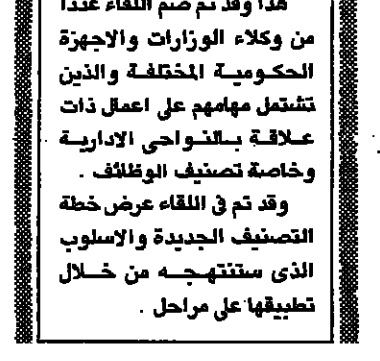 هذا وقد تم ضم اللقاء عددا
من وكلاء الوزارات والاجهزة
الحكومية المختلفة والذين
تشتمل مهامهم على اعمال ذات
علاقة بالنواحى الادارية
وخاصة تصنيف الوظائف .
وقد تم فى اللقاء عرض خطة
التصنيف الجديدة والاسلوب
الذى ستنتهجه من خلال
تطبيقها على مراحل .